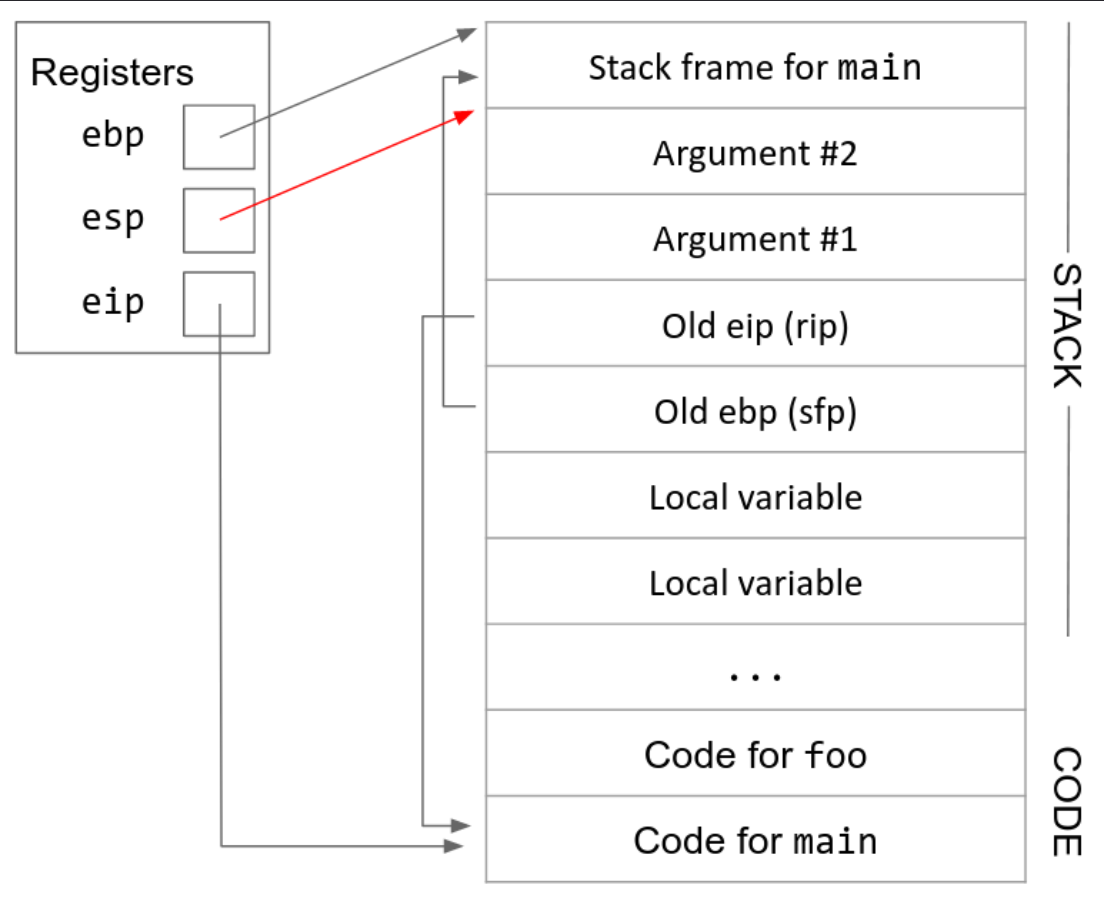 Registers
ebp
esp
eip
Stack frame for main
Argument #2
Argument #1
Old eip (rip)
Old ebp (sfp)
Local variable
Local variable
...
Code for foo
Code for main
STACK
CODE